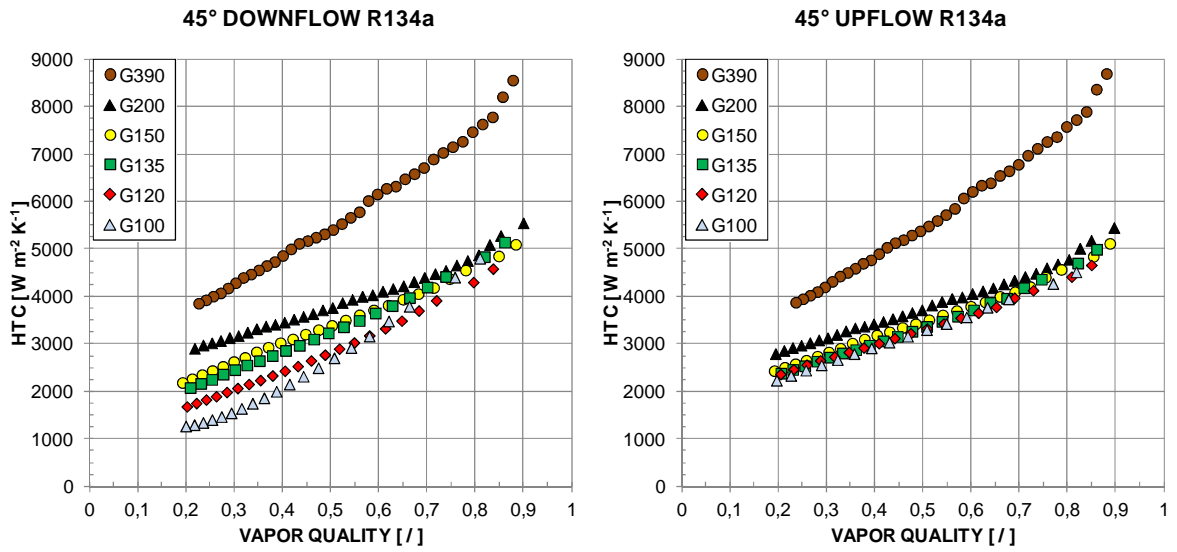 45° DOWNFLOW R134a
HTC [W m⁻² K⁻¹]
9000
8000
7000
6000
5000
4000
3000
2000
1000
0
G390
G200
G150
G135
G120
G100
0 0,1 0,2 0,3 0,4 0,5 0,6 0,7 0,8 0,9 1
VAPOR QUALITY [ / ]
45° UPFLOW R134a
HTC [W m⁻² K⁻¹]
9000
8000
7000
6000
5000
4000
3000
2000
1000
0
G390
G200
G150
G135
G120
G100
0 0,1 0,2 0,3 0,4 0,5 0,6 0,7 0,8 0,9 1
VAPOR QUALITY [ / ]